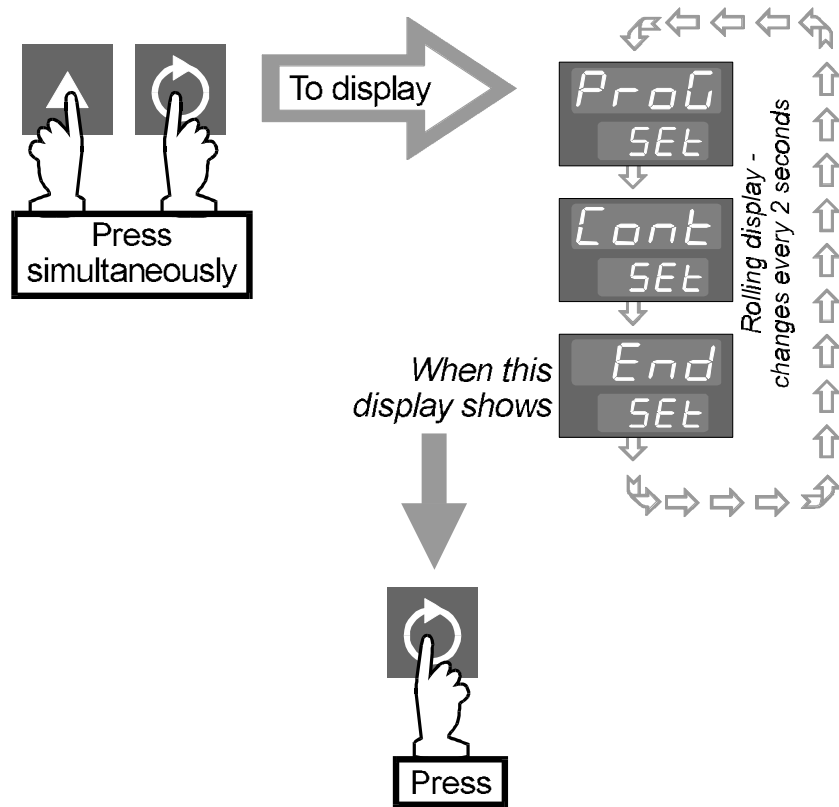 To display
Press
simultaneously
ProG
SEt
Cont
SEt
End
SEt
Rolling display -
changes every 2 seconds
When this
display shows
Press